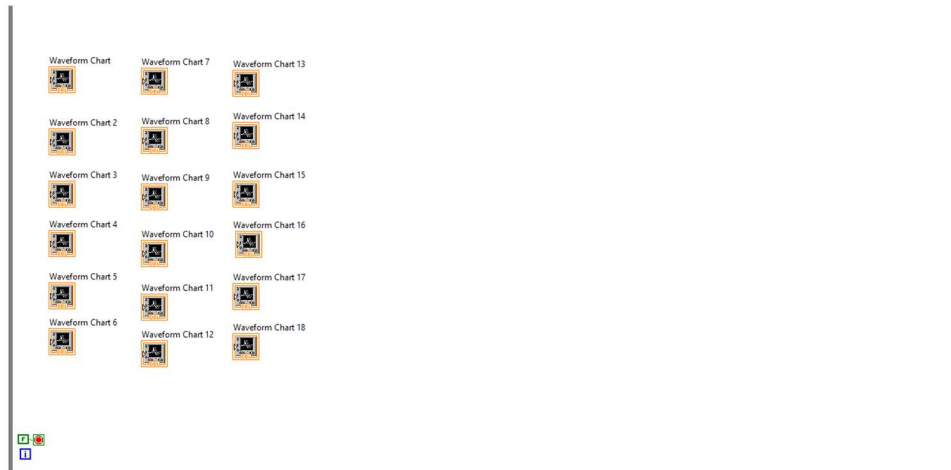 Waveform Chart
Waveform Chart 2
Waveform Chart 3
Waveform Chart 4
Waveform Chart 5
Waveform Chart 6
Waveform Chart 7
Waveform Chart 8
Waveform Chart 9
Waveform Chart 10
Waveform Chart 11
Waveform Chart 12
Waveform Chart 13
Waveform Chart 14
Waveform Chart 15
Waveform Chart 16
Waveform Chart 17
Waveform Chart 18
F
i